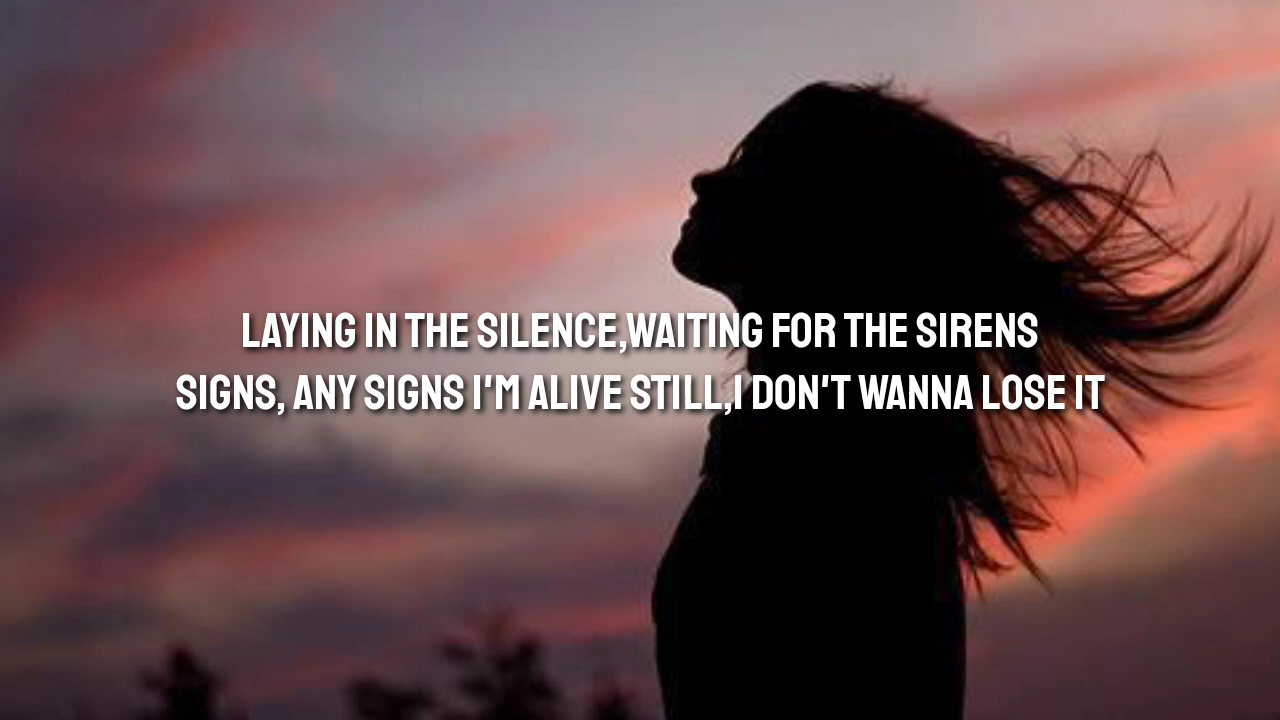 LAYING IN THE SILENCE,WAITING FOR THE SIRENS
SIGNS, ANY SIGNS I'M ALIVE STILL,I DON'T WANNA LOSE IT